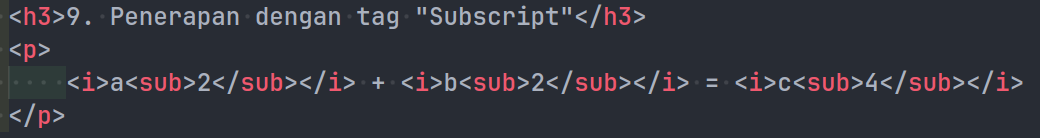 <h3>9. Penerapan dengan tag "Subscript"</h3>
<p>
    <i>a<sub>2</sub></i> + <i>b<sub>2</sub></i> = <i>c<sub>4</sub></i>
</p>